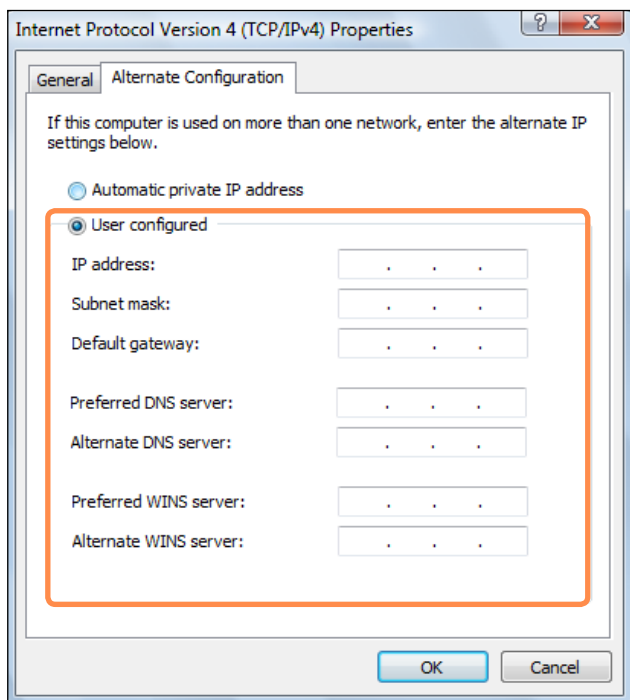 Internet Protocol Version 4 (TCP/IPv4) Properties
? X
General Alternate Configuration
If this computer is used on more than one network, enter the alternate IP
settings below.
Automatic private IP address
User configured
IP address: . . .
Subnet mask: . . .
Default gateway: . . .
Preferred DNS server: . . .
Alternate DNS server: . . .
Preferred WINS server: . . .
Alternate WINS server: . . .
OK Cancel